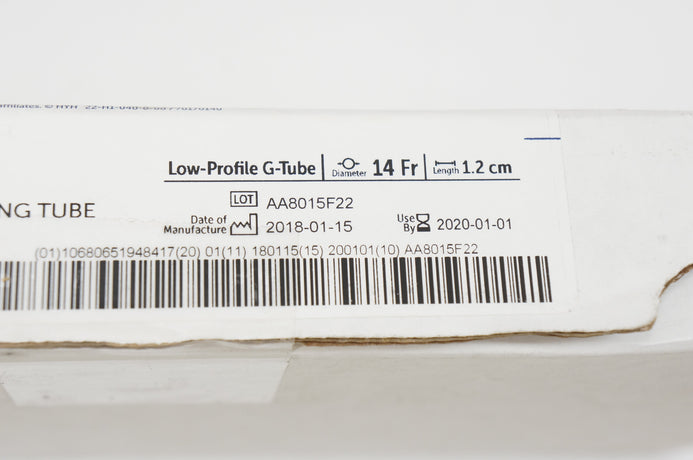 Low-Profile G-Tube Diameter 14 Fr Length 1.2 cm
LOT AA8015F22
NG TUBE
Date of Manufacture 2018-01-15 Use By 2020-01-01
(01)10680651948417(20) 01(11) 180115(15) 200101(10) AA8015F22